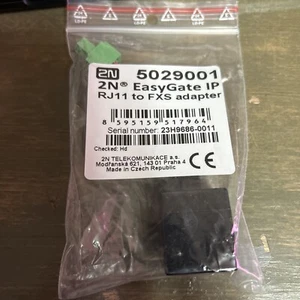 2N
5029001
2N® EasyGate IP
RJ11 to FXS adapter
8 595159 517964
Serial number: 23H9686-0011
Checked: Hd
2N TELEKOMUNIKACE a.s.
Modřanská 621, 143 01 Praha 4
Made in Czech Republic